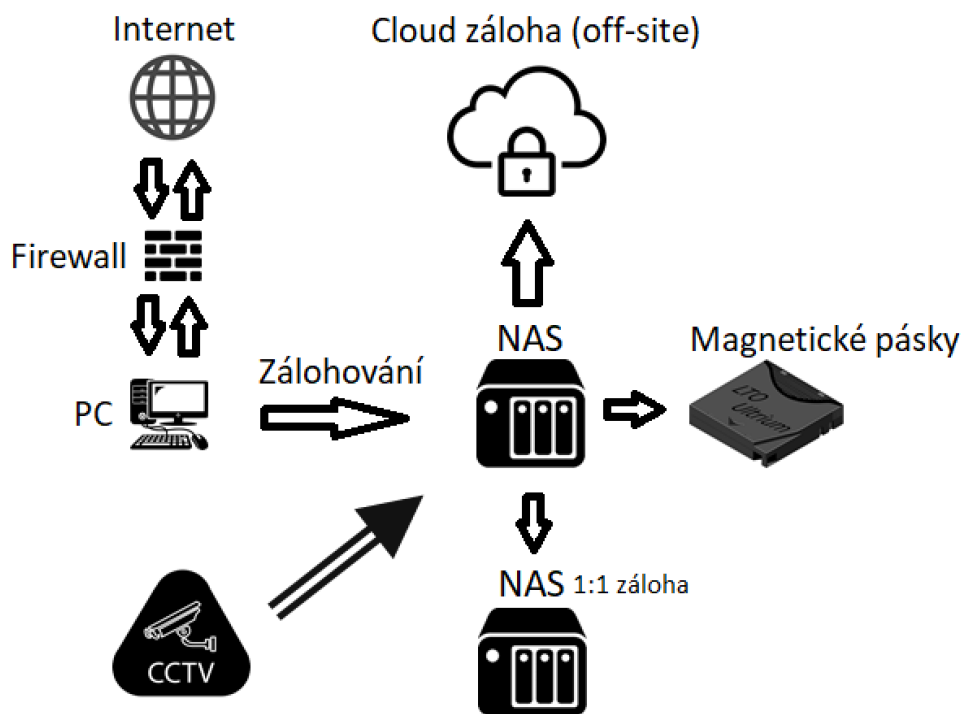 Internet
Cloud záloha (off-site)
Firewall
NAS
Magnetické pásky
Zálohování
PC
LTO
Ultrium
NAS 1:1 záloha
CCTV